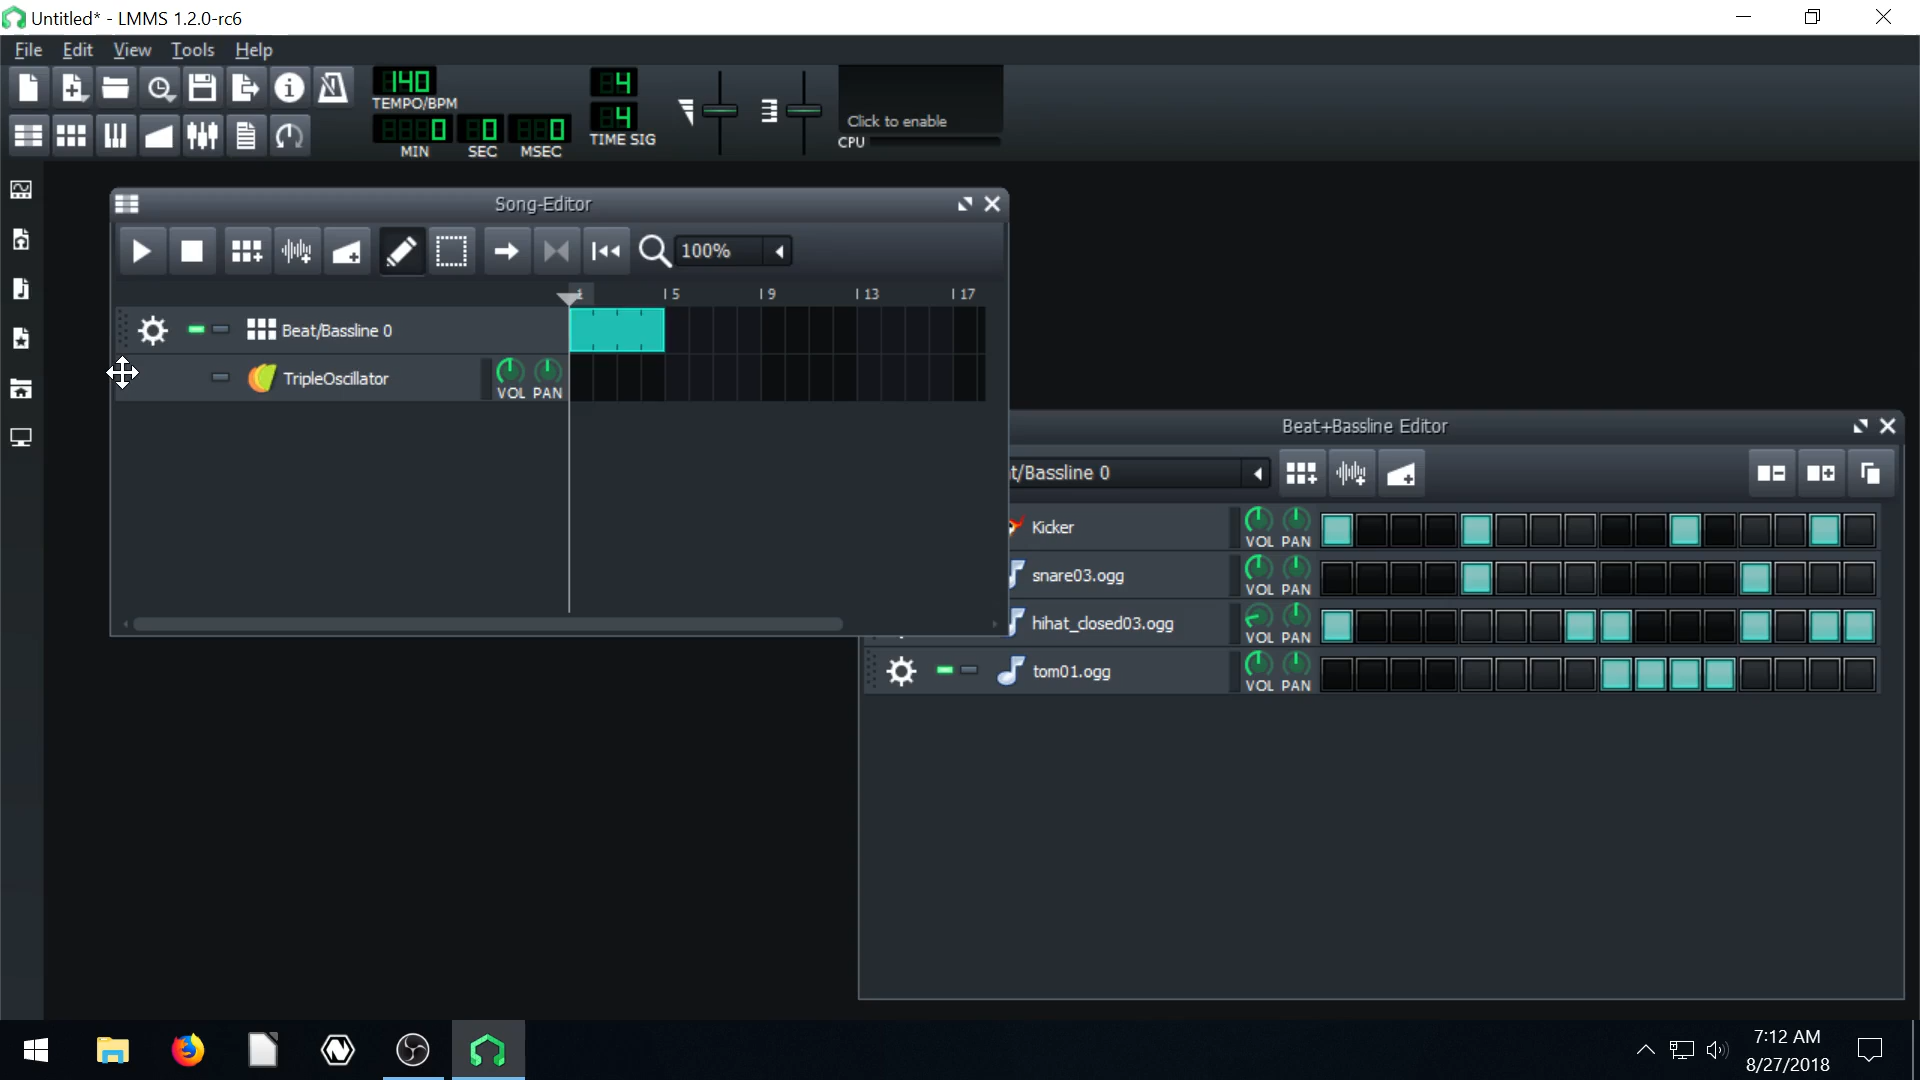 Untitled* - LMMS 1.2.0-rc6
File Edit View Tools Help
140
TEMPO/BPM
0 0 0
MIN SEC MSEC
4
4
TIME SIG
Click to enable
CPU
Song-Editor
100%
1 5 9 13 17
Beat/Bassline 0
TripleOscillator
VOL PAN
Beat+Bassline Editor
t/Bassline 0
Kicker
VOL PAN
snare03.ogg
VOL PAN
hihat_closed03.ogg
VOL PAN
tom01.ogg
VOL PAN
7:12 AM
8/27/2018